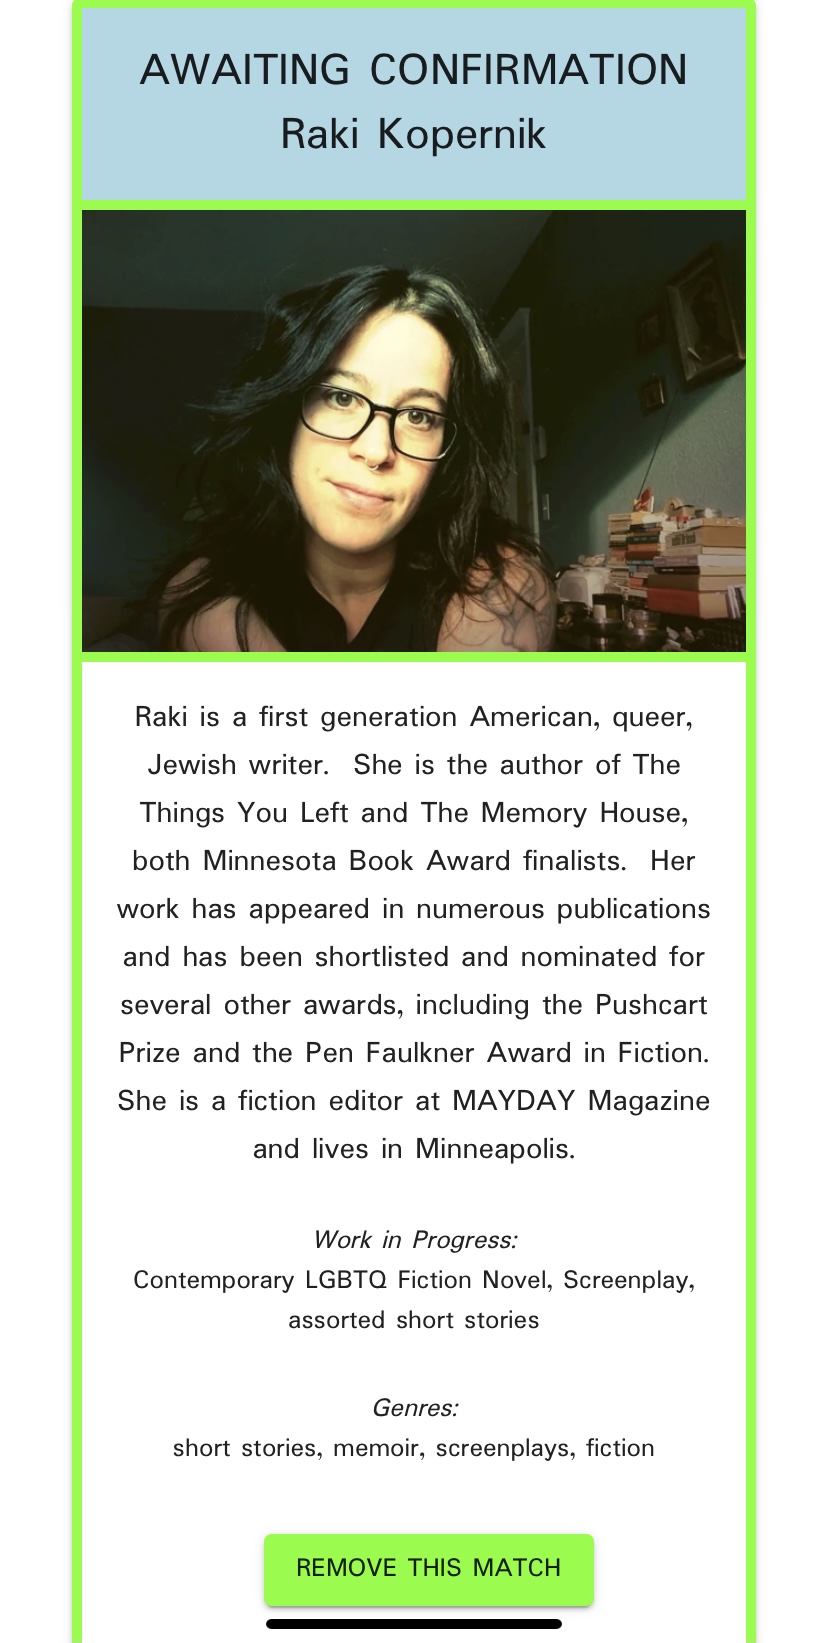 AWAITING CONFIRMATION
Raki Kopernik
Raki is a first generation American, queer,
Jewish writer.  She is the author of The
Things You Left and The Memory House,
both Minnesota Book Award finalists.  Her
work has appeared in numerous publications
and has been shortlisted and nominated for
several other awards, including the Pushcart
Prize and the Pen Faulkner Award in Fiction.
She is a fiction editor at MAYDAY Magazine
and lives in Minneapolis.
Work in Progress:
Contemporary LGBTQ Fiction Novel, Screenplay,
assorted short stories
Genres:
short stories, memoir, screenplays, fiction
REMOVE THIS MATCH